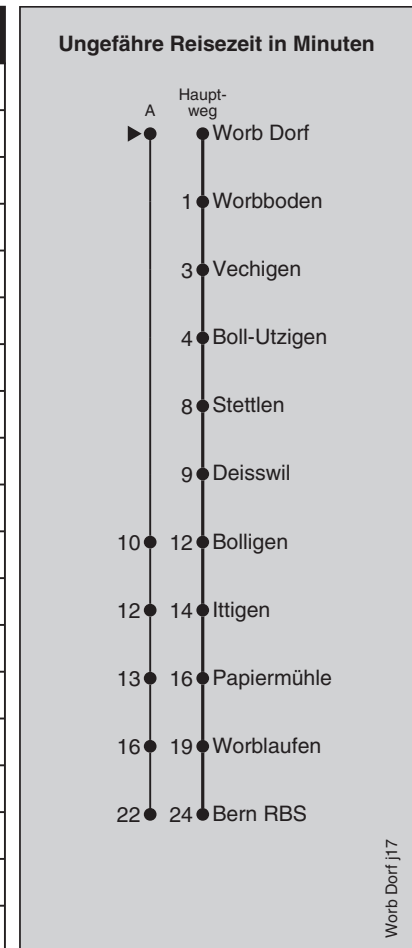 Ungefähre Reisezeit in Minuten
A Haupt-
weg
Worb Dorf
1 Worbboden
3 Vechigen
4 Boll-Utzigen
8 Stettlen
9 Deisswil
10 12 Bolligen
12 14 Ittigen
13 16 Papiermühle
16 19 Worblaufen
22 24 Bern RBS
Worb Dorf j17